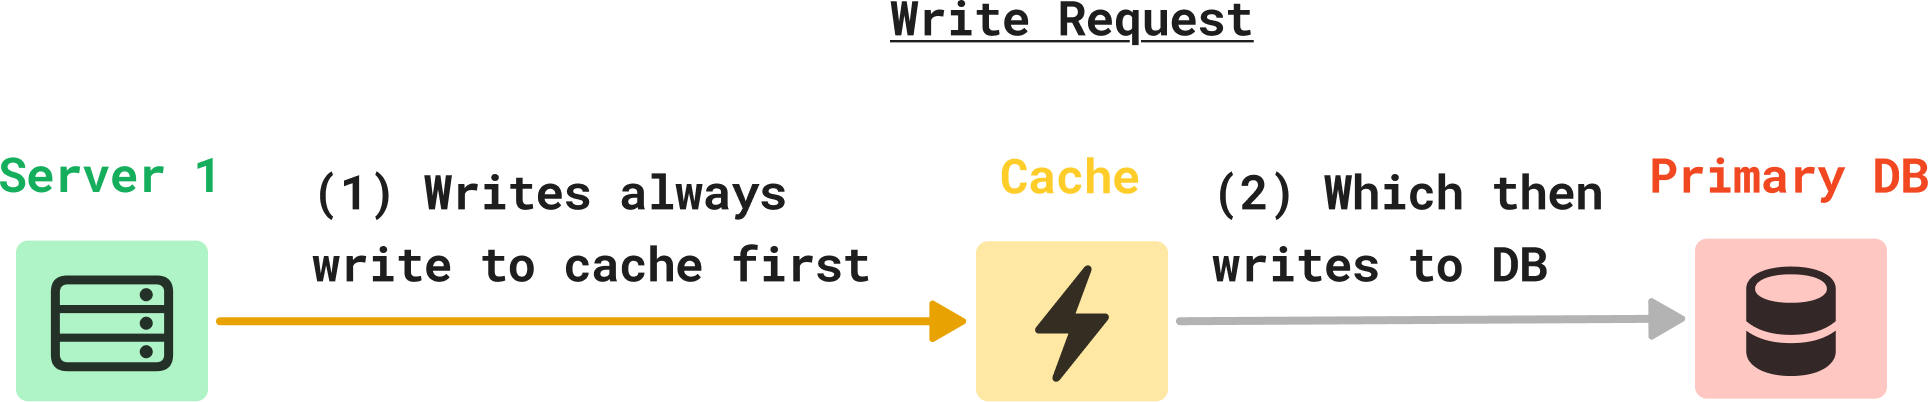 Write Request
Server 1
(1) Writes always
write to cache first
Cache
(2) Which then
writes to DB
Primary DB